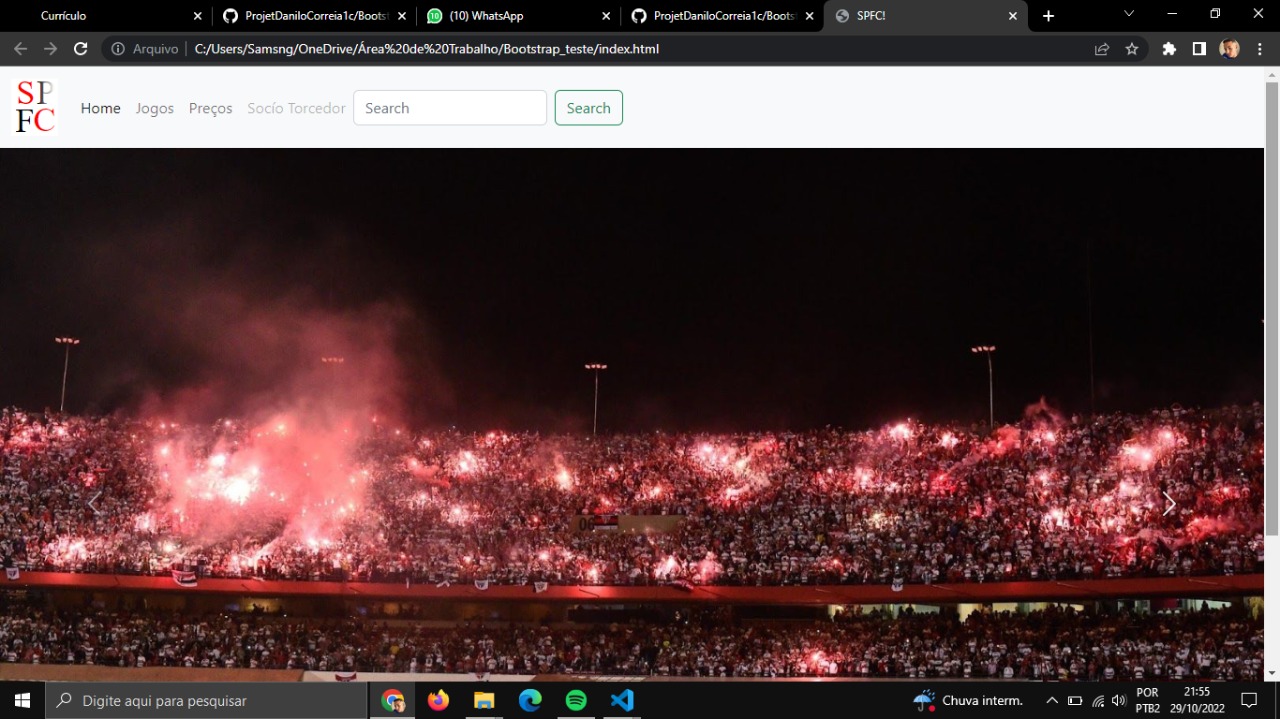 Currículo
ProjetDaniloCorreia1c/Boots
(10) WhatsApp
ProjetDaniloCorreia1c/Boots
SPFC!
Arquivo
C:/Users/Samsng/OneDrive/Área%20de%20Trabalho/Bootstrap_teste/index.html
SP
FC
Home
Jogos
Preços
Socío Torcedor
Search
Search
Digite aqui para pesquisar
Chuva interm.
POR
PTB2
21:55
29/10/2022